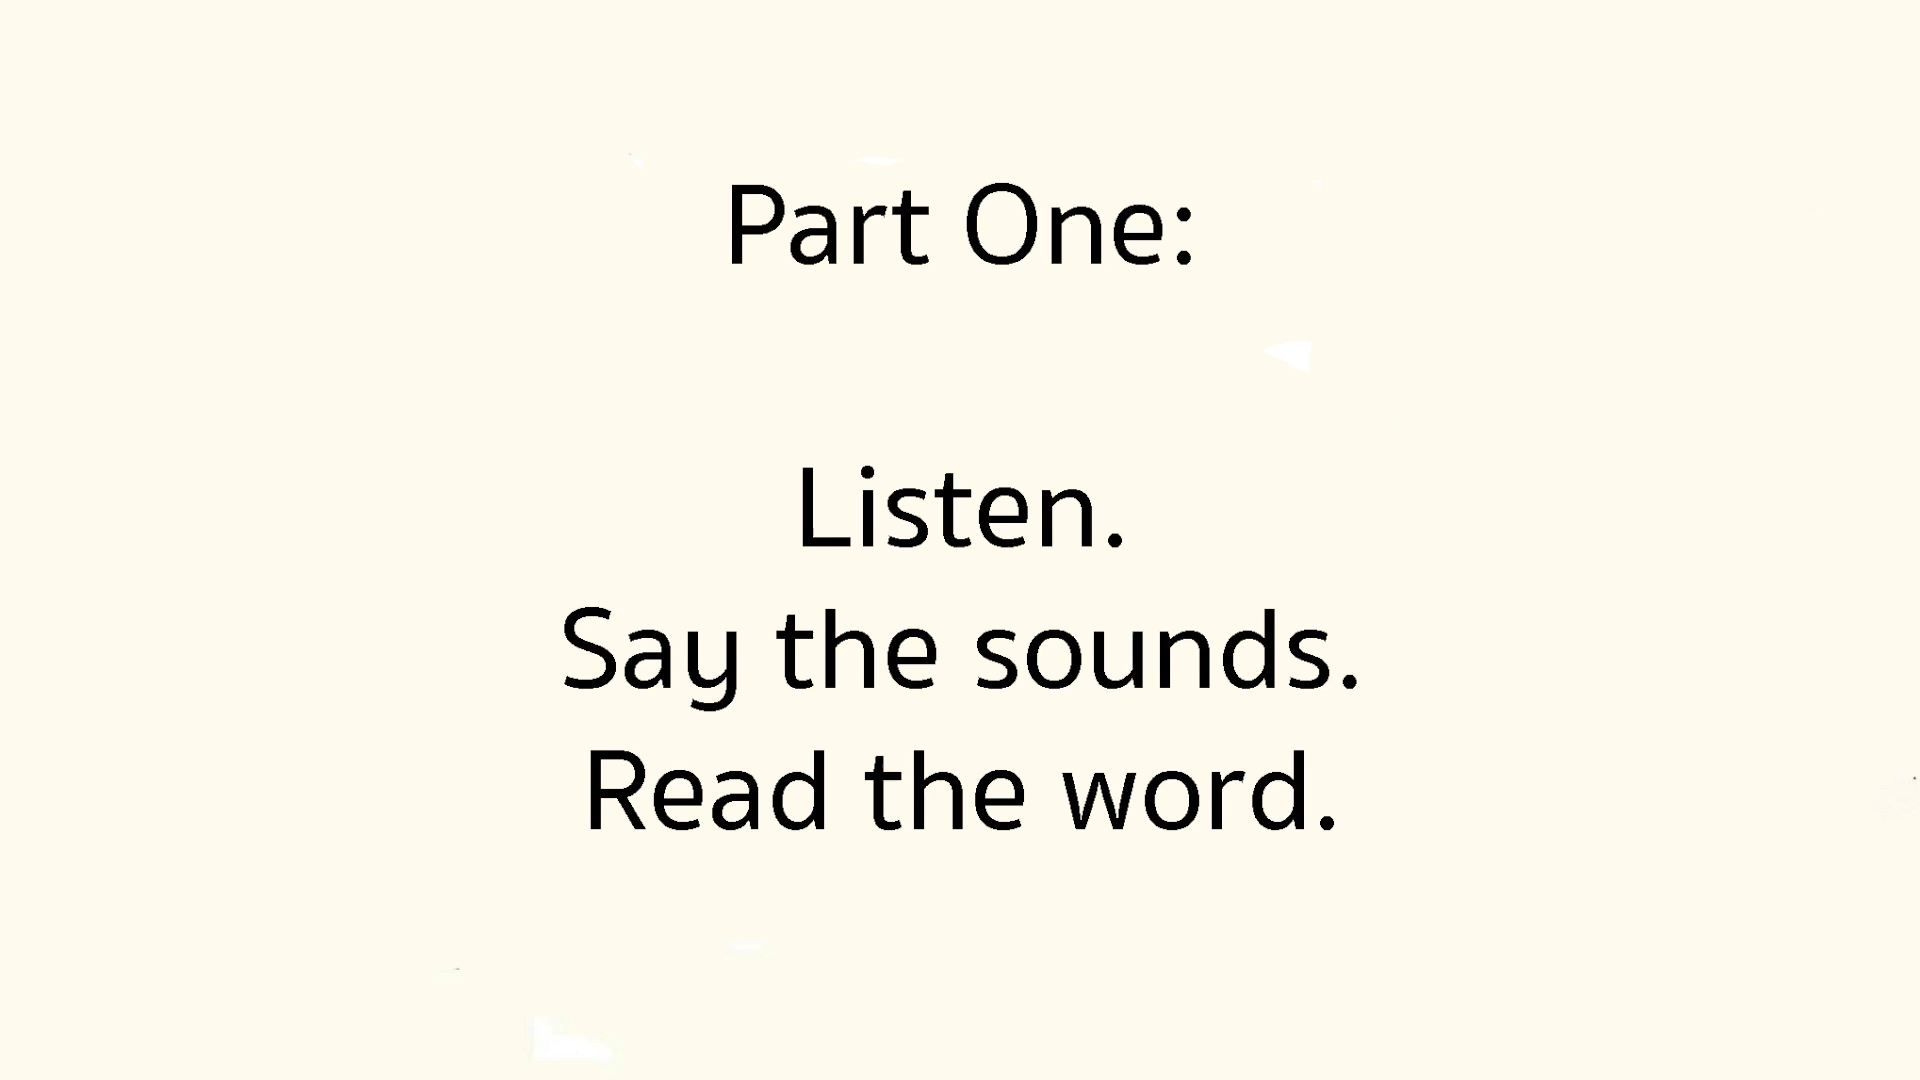 Part One:
Listen.
Say the sounds.
Read the word.